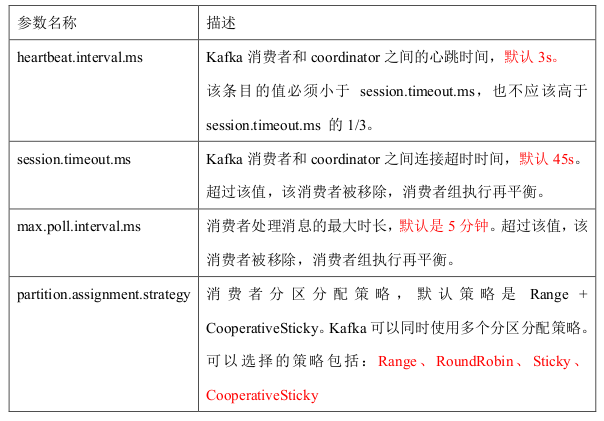 参数名称
描述
heartbeat.interval.ms
Kafka 消费者和 coordinator 之间的心跳时间，默认 3s。
该条目的值必须小于 session.timeout.ms，也不应该高于
session.timeout.ms 的 1/3。
session.timeout.ms
Kafka 消费者和 coordinator 之间连接超时时间，默认 45s。
超过该值，该消费者被移除，消费者组执行再平衡。
max.poll.interval.ms
消费者处理消息的最大时长，默认是 5 分钟。超过该值，该
消费者被移除，消费者组执行再平衡。
partition.assignment.strategy
消费者分区分配策略，默认策略是 Range +
CooperativeSticky。Kafka 可以同时使用多个分区分配策略。
可以选择的策略包括：Range、RoundRobin、Sticky、
CooperativeSticky